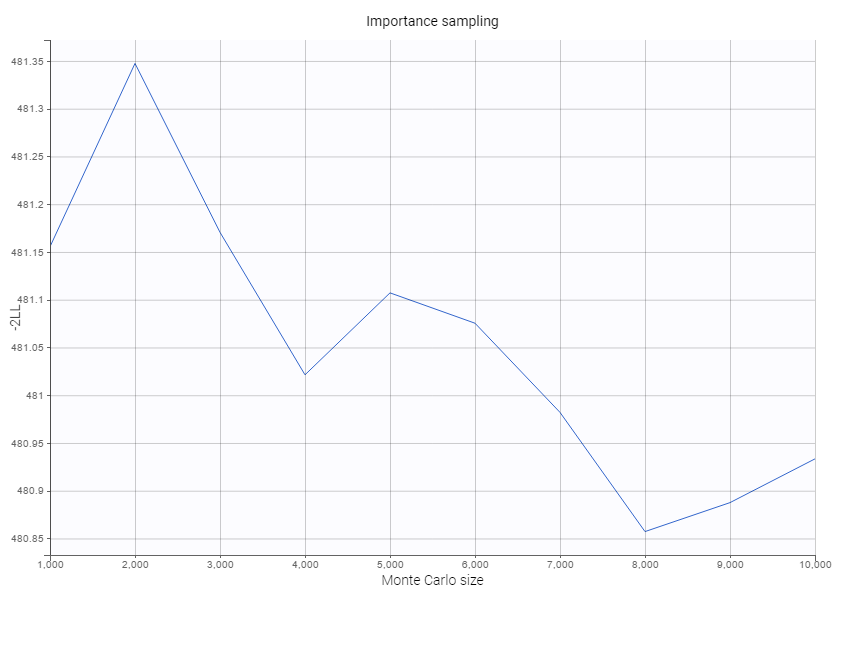 Importance sampling
481.35
481.3
481.25
481.2
481.15
481.1
481.05
481
480.95
480.9
480.85
-2LL
1,000 2,000 3,000 4,000 5,000 6,000 7,000 8,000 9,000 10,000
Monte Carlo size